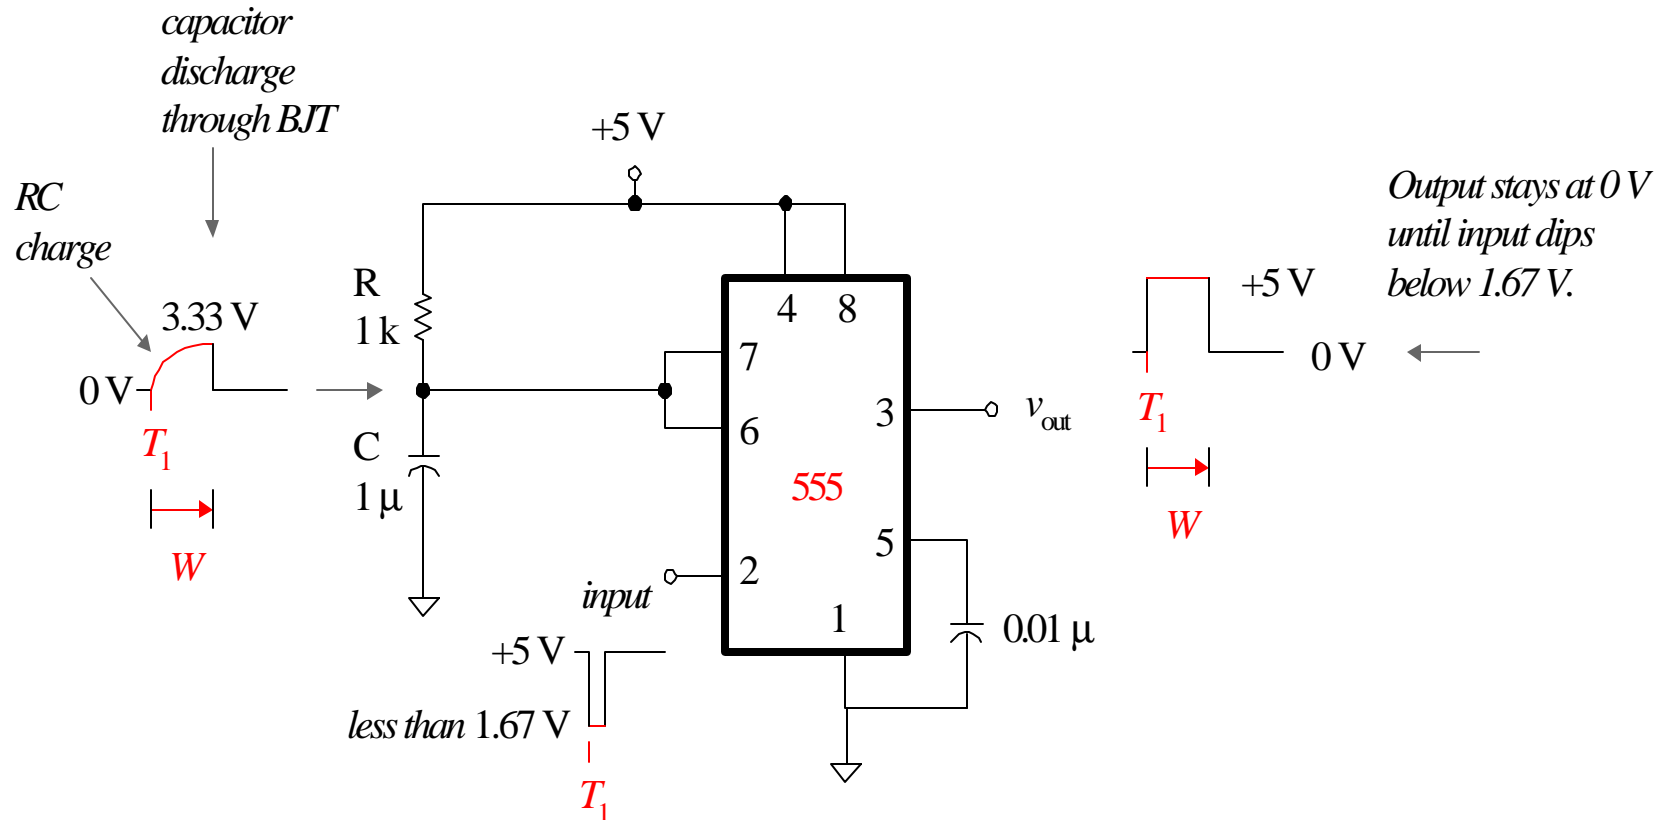 capacitor
discharge
through BJT
RC
charge
3.33 V
0 V
T1
W
+5 V
R
1 k
C
1 µ
4 8
7
6
3
555
5
2
1
input
+5 V
less than 1.67 V
T1
0.01 µ
vout
+5 V
0 V
T1
W
Output stays at 0 V
until input dips
below 1.67 V.